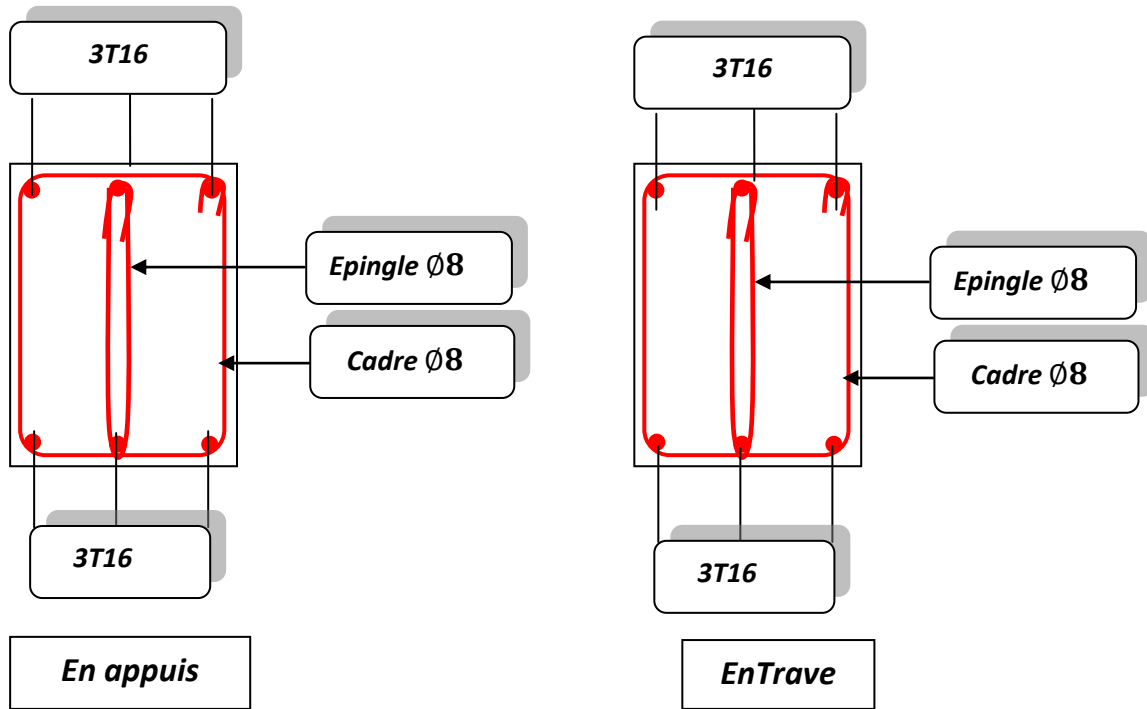 3T16
3T16
Epingle ∅8
Epingle ∅8
Cadre ∅8
Cadre ∅8
3T16
3T16
En appuis
EnTrave